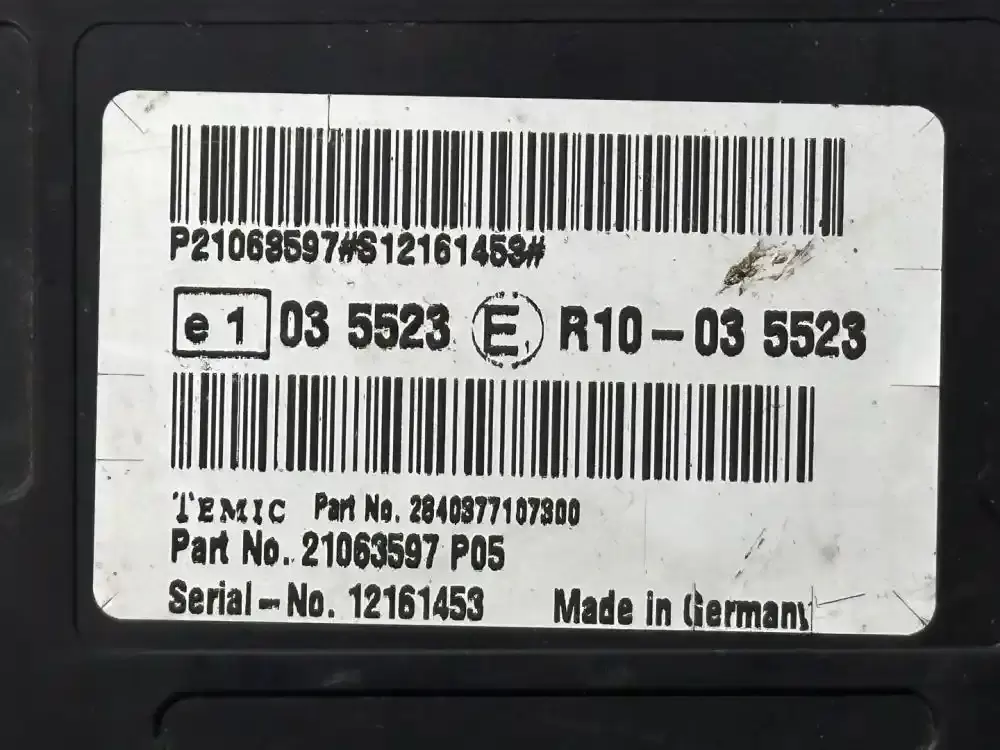 P21063597#S12161453#
e1 03 5523 E R10-03 5523
TEMIC Part No. 2840377107300
Part No. 21063597 P05
Serial-No. 12161453 Made in Germany